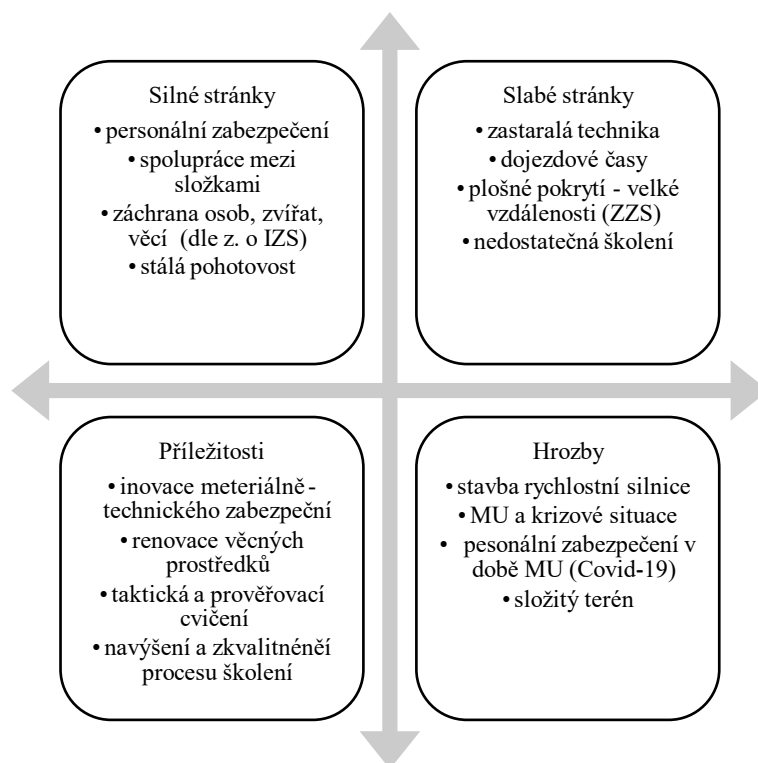 Silné stránky
• personální zabezpečení
• spolupráce mezi
složkami
• záchrana osob, zvířat,
věcí (dle z. o IZS)
• stálá pohotovost
Slabé stránky
• zastaralá technika
• dojezdové časy
• plošné pokrytí - velké
vzdálenosti (ZZS)
• nedostatečná školení
Příležitosti
• inovace meteriálně-
technického zabezpeční
• renovace věcných
prostředků
• taktická a prověřovací
cvičení
• navýšení a zkvalitnéněí
procesu školení
Hrozby
• stavba rychlostní silnice
• MU a krizové situace
• pesonální zabezpečení v
době MU (Covid-19)
• složitý terén